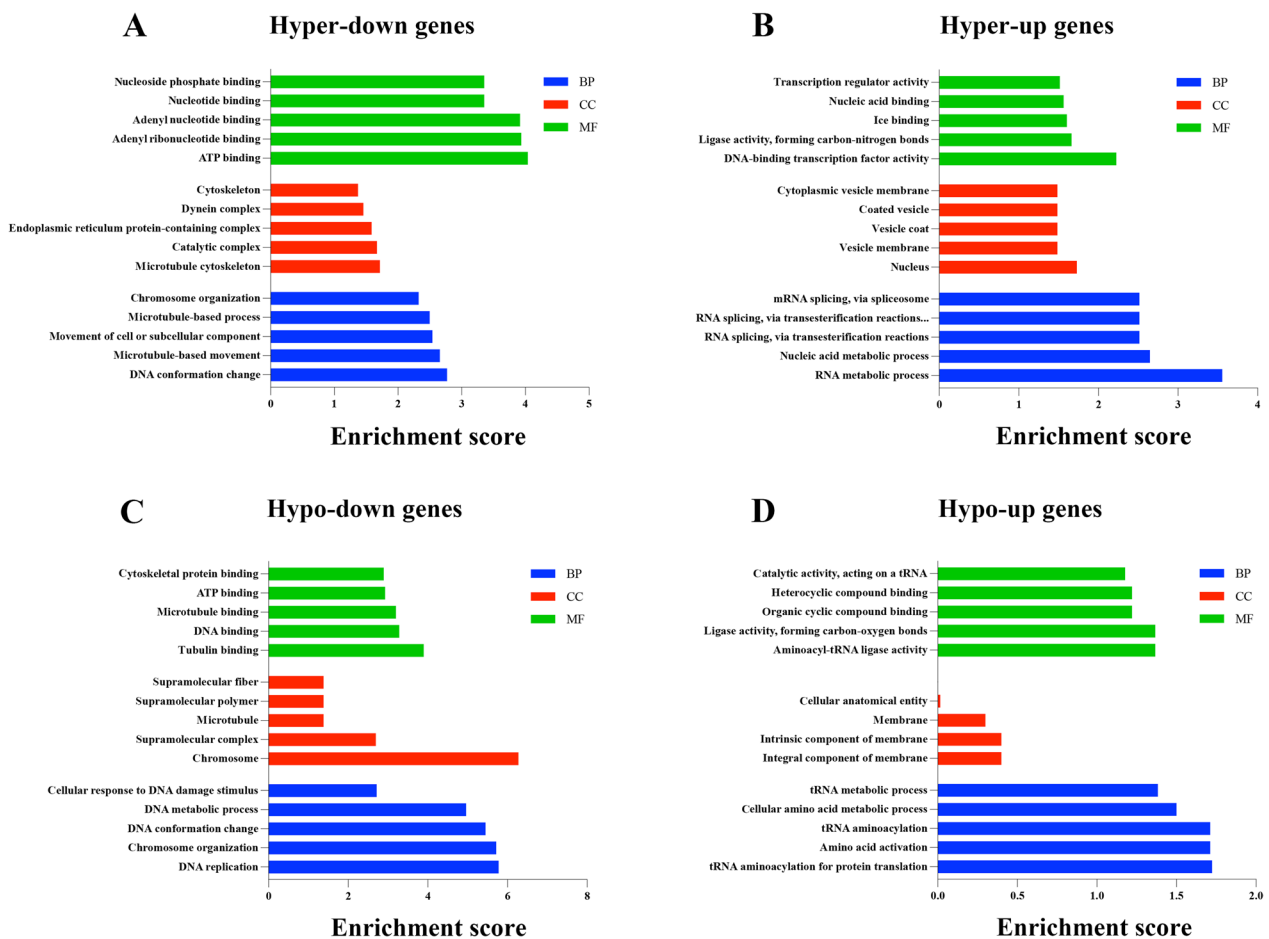 A
Hyper-down genes
Nucleoside phosphate binding
Nucleotide binding
Adenyl nucleotide binding
Adenyl ribonucleotide binding
ATP binding
Cytoskeleton
Dynein complex
Endoplasmic reticulum protein-containing complex
Catalytic complex
Microtubule cytoskeleton
Chromosome organization
Microtubule-based process
Movement of cell or subcellular component
Microtubule-based movement
DNA conformation change
BP
CC
MF
0 1 2 3 4 5
Enrichment score
B
Hyper-up genes
Transcription regulator activity
Nucleic acid binding
Ice binding
Ligase activity, forming carbon-nitrogen bonds
DNA-binding transcription factor activity
Cytoplasmic vesicle membrane
Coated vesicle
Vesicle coat
Vesicle membrane
Nucleus
mRNA splicing, via spliceosome
RNA splicing, via transesterification reactions...
RNA splicing, via transesterification reactions
Nucleic acid metabolic process
RNA metabolic process
BP
CC
MF
0 1 2 3 4
Enrichment score
C
Hypo-down genes
Cytoskeletal protein binding
ATP binding
Microtubule binding
DNA binding
Tubulin binding
Supramolecular fiber
Supramolecular polymer
Microtubule
Supramolecular complex
Chromosome
Cellular response to DNA damage stimulus
DNA metabolic process
DNA conformation change
Chromosome organization
DNA replication
BP
CC
MF
0 2 4 6 8
Enrichment score
D
Hypo-up genes
Catalytic activity, acting on a tRNA
Heterocyclic compound binding
Organic cyclic compound binding
Ligase activity, forming carbon-oxygen bonds
Aminoacyl-tRNA ligase activity
Cellular anatomical entity
Membrane
Intrinsic component of membrane
Integral component of membrane
tRNA metabolic process
Cellular amino acid metabolic process
tRNA aminoacylation
Amino acid activation
tRNA aminoacylation for protein translation
BP
CC
MF
0.0 0.5 1.0 1.5 2.0
Enrichment score